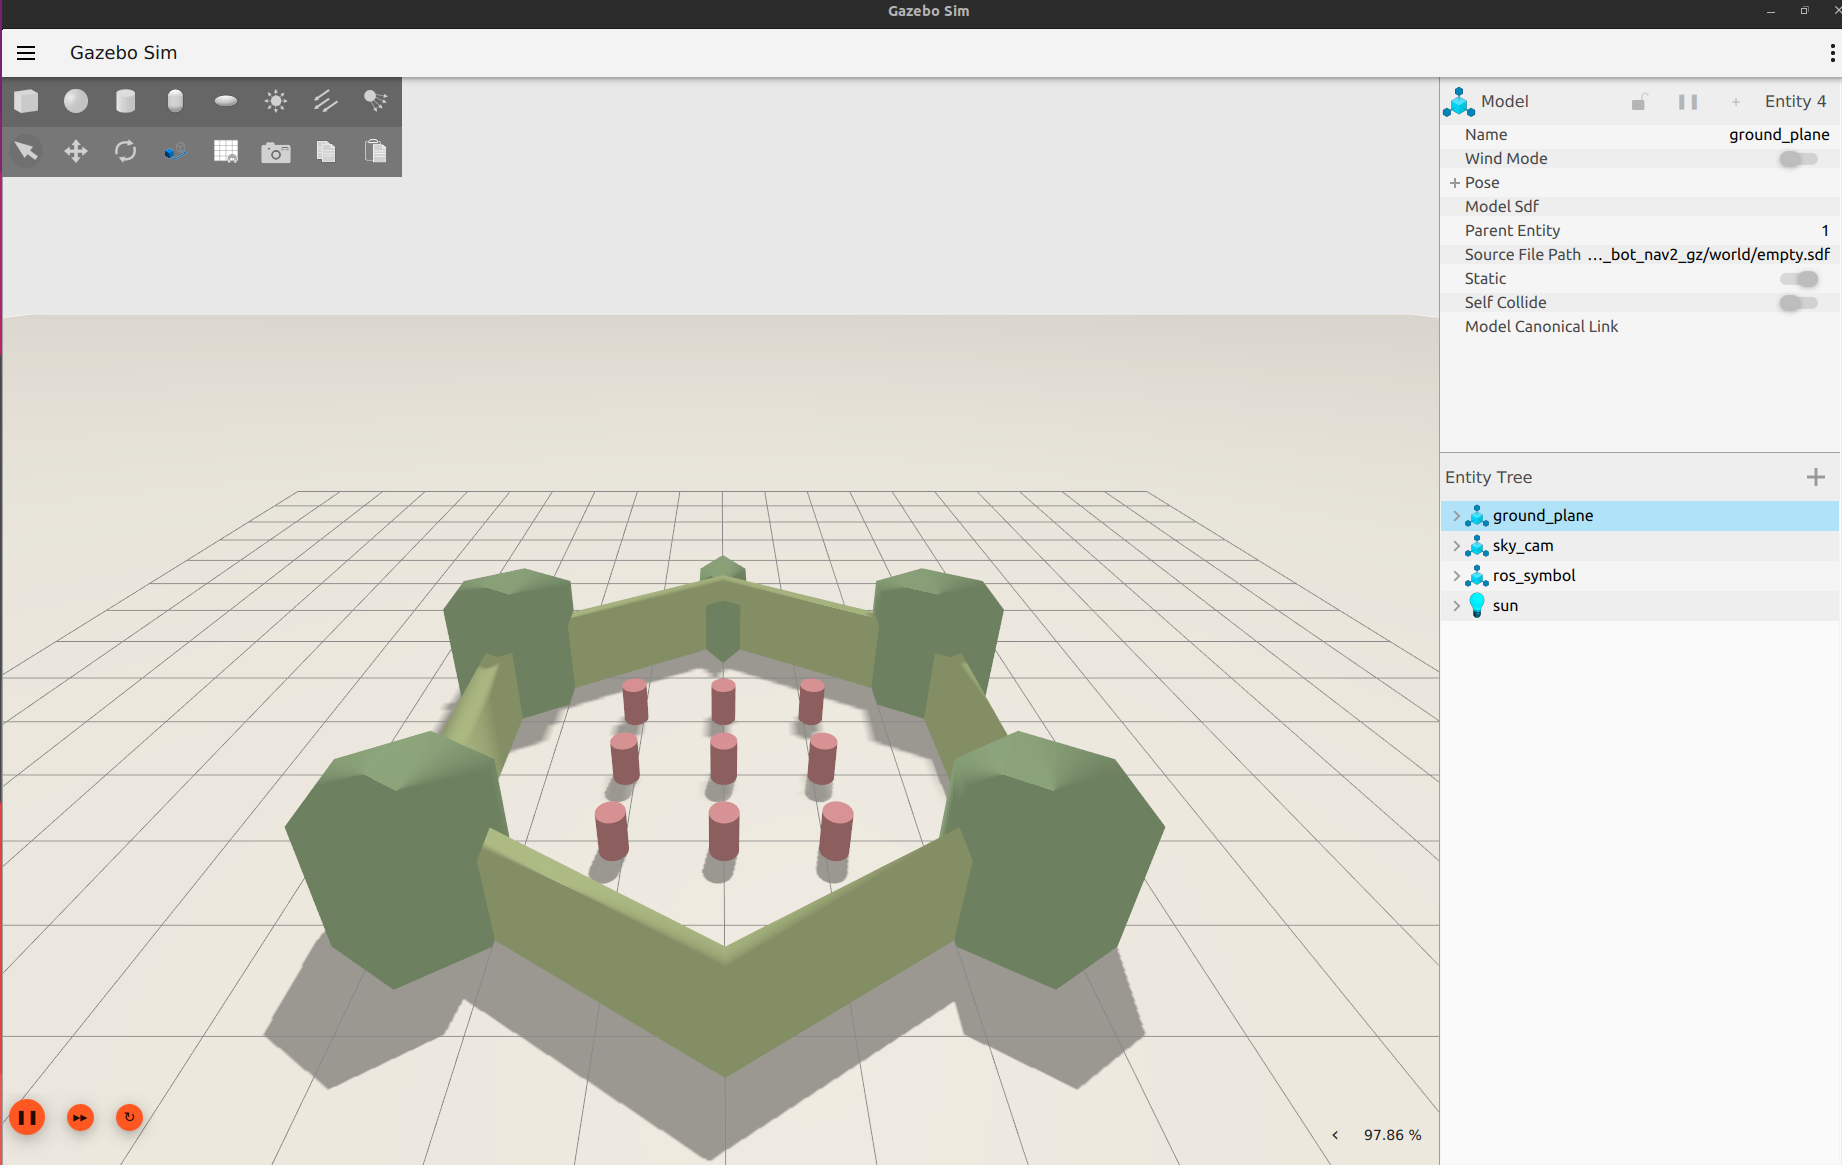 Gazebo Sim
Gazebo Sim
Model Entity 4
Name ground_plane
Wind Mode
Pose
Model Sdf
Parent Entity 1
Source File Path ..._bot_nav2_gz/world/empty.sdf
Static
Self Collide
Model Canonical Link
Entity Tree
ground_plane
sky_cam
ros_symbol
sun
97.86 %